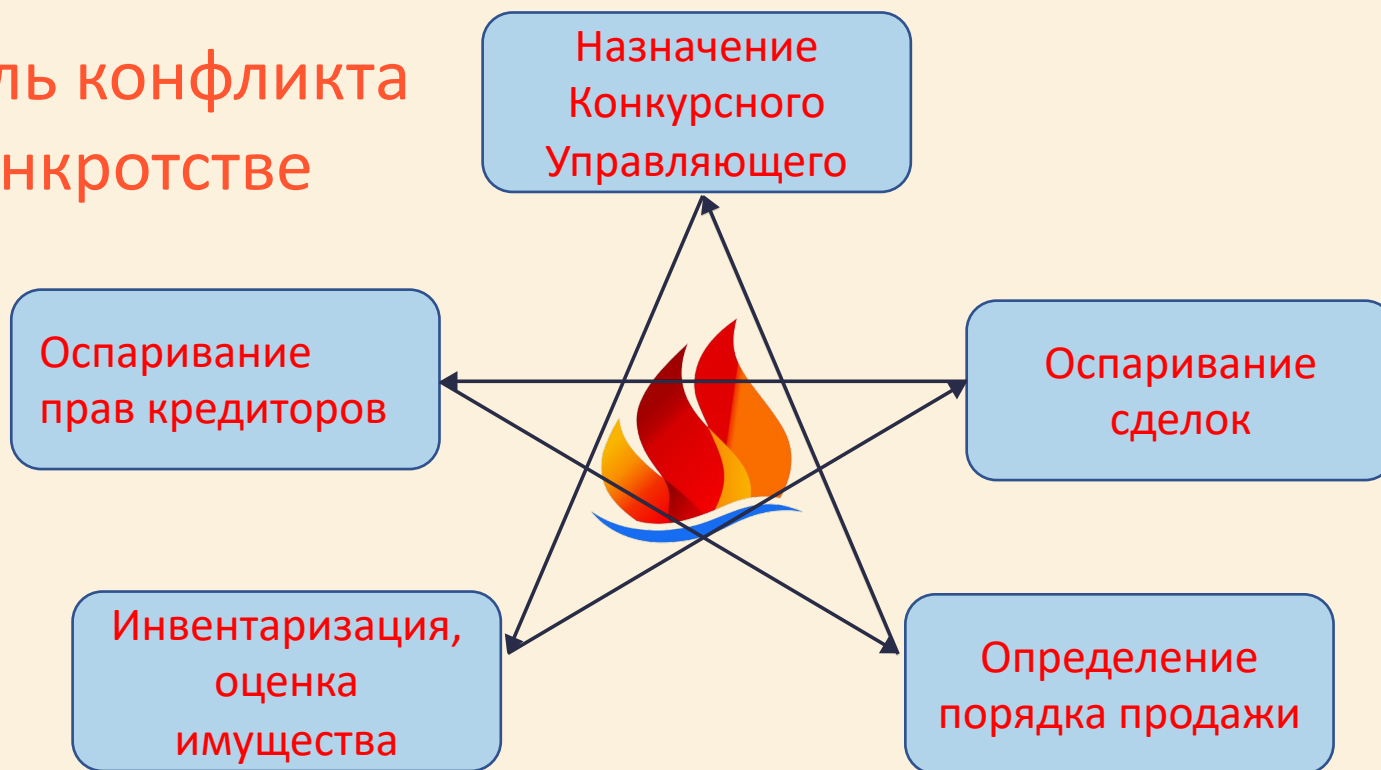 ль конфликта
нкротстве
Назначение
Конкурсного
Управляющего
Оспаривание
прав кредиторов
Оспаривание
сделок
Инвентаризация,
оценка
имущества
Определение
порядка продажи